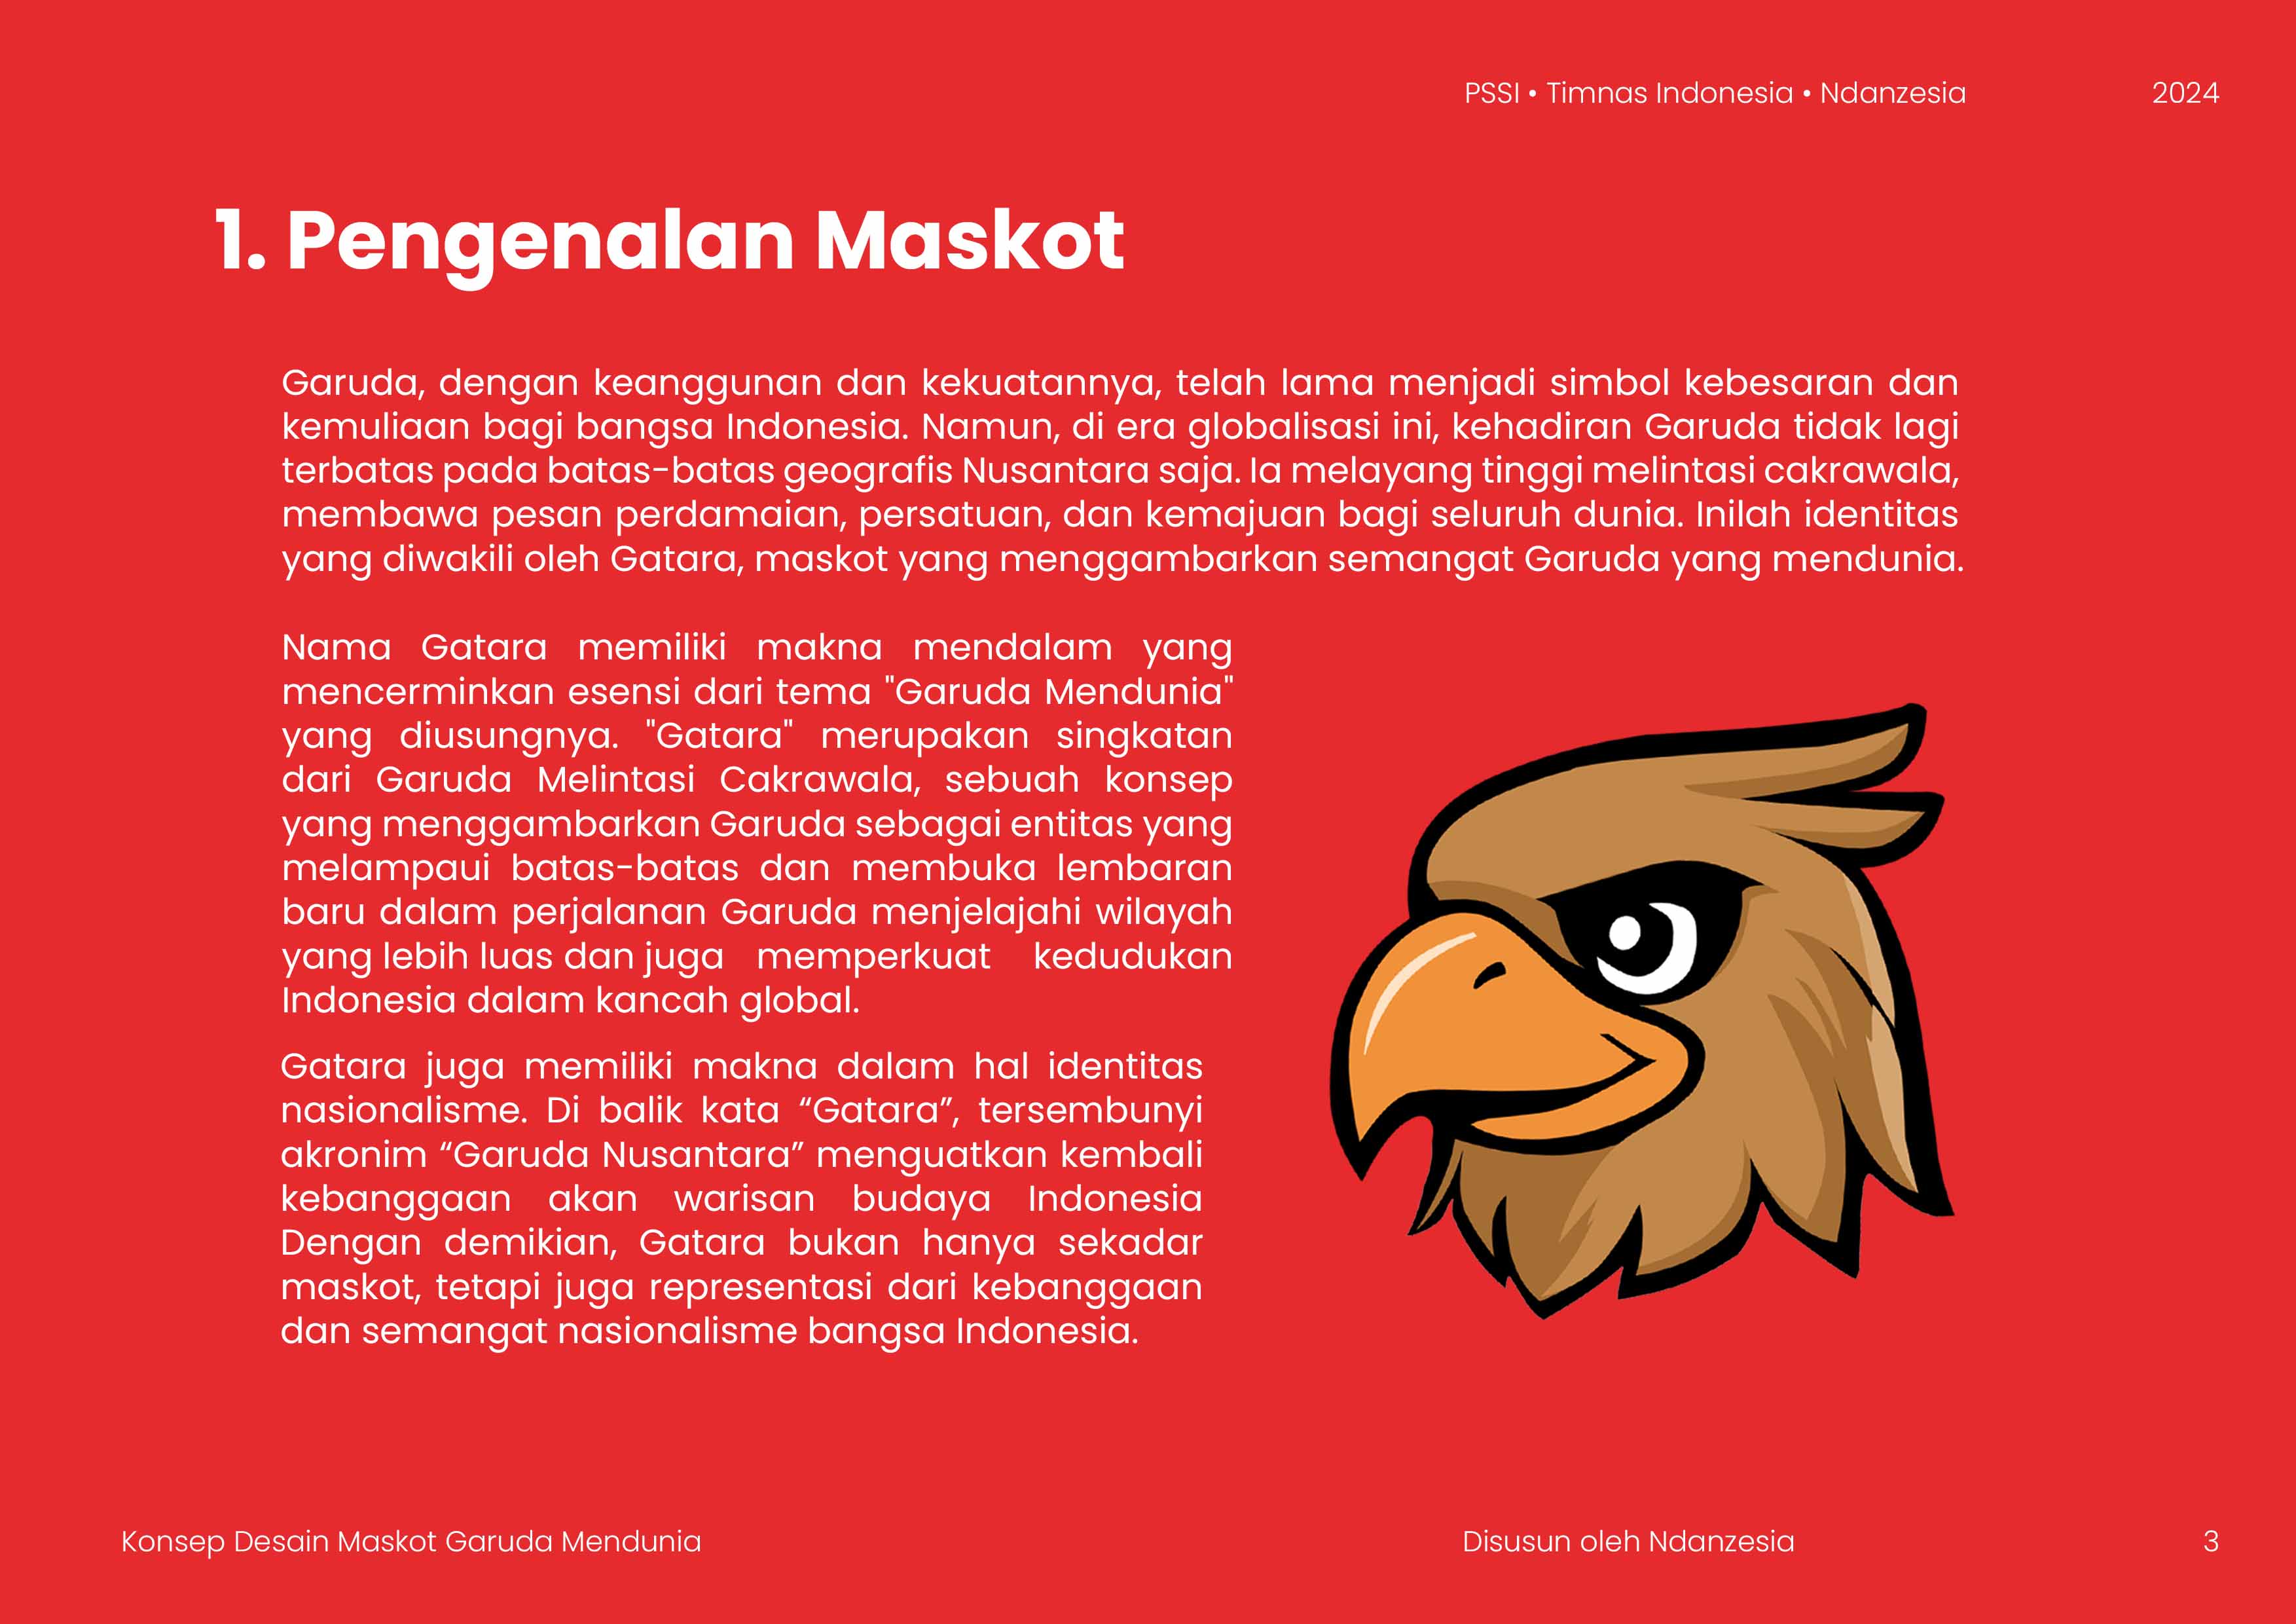 PSSI • Timnas Indonesia • Ndanzesia
2024
1. Pengenalan Maskot
Garuda, dengan keanggunan dan kekuatannya, telah lama menjadi simbol kebesaran dan
kemuliaan bagi bangsa Indonesia. Namun, di era globalisasi ini, kehadiran Garuda tidak lagi
terbatas pada batas-batas geografis Nusantara saja. Ia melayang tinggi melintasi cakrawala,
membawa pesan perdamaian, persatuan, dan kemajuan bagi seluruh dunia. Inilah identitas
yang diwakili oleh Gatara, maskot yang menggambarkan semangat Garuda yang mendunia.
Nama Gatara memiliki makna mendalam yang
mencerminkan esensi dari tema "Garuda Mendunia"
yang diusungnya. "Gatara" merupakan singkatan
dari Garuda Melintasi Cakrawala, sebuah konsep
yang menggambarkan Garuda sebagai entitas yang
melampaui batas-batas dan membuka lembaran
baru dalam perjalanan Garuda menjelajahi wilayah
yang lebih luas dan juga memperkuat kedudukan
Indonesia dalam kancah global.
Gatara juga memiliki makna dalam hal identitas
nasionalisme. Di balik kata “Gatara”, tersembunyi
akronim “Garuda Nusantara” menguatkan kembali
kebanggaan akan warisan budaya Indonesia
Dengan demikian, Gatara bukan hanya sekadar
maskot, tetapi juga representasi dari kebanggaan
dan semangat nasionalisme bangsa Indonesia.
Konsep Desain Maskot Garuda Mendunia
Disusun oleh Ndanzesia
3